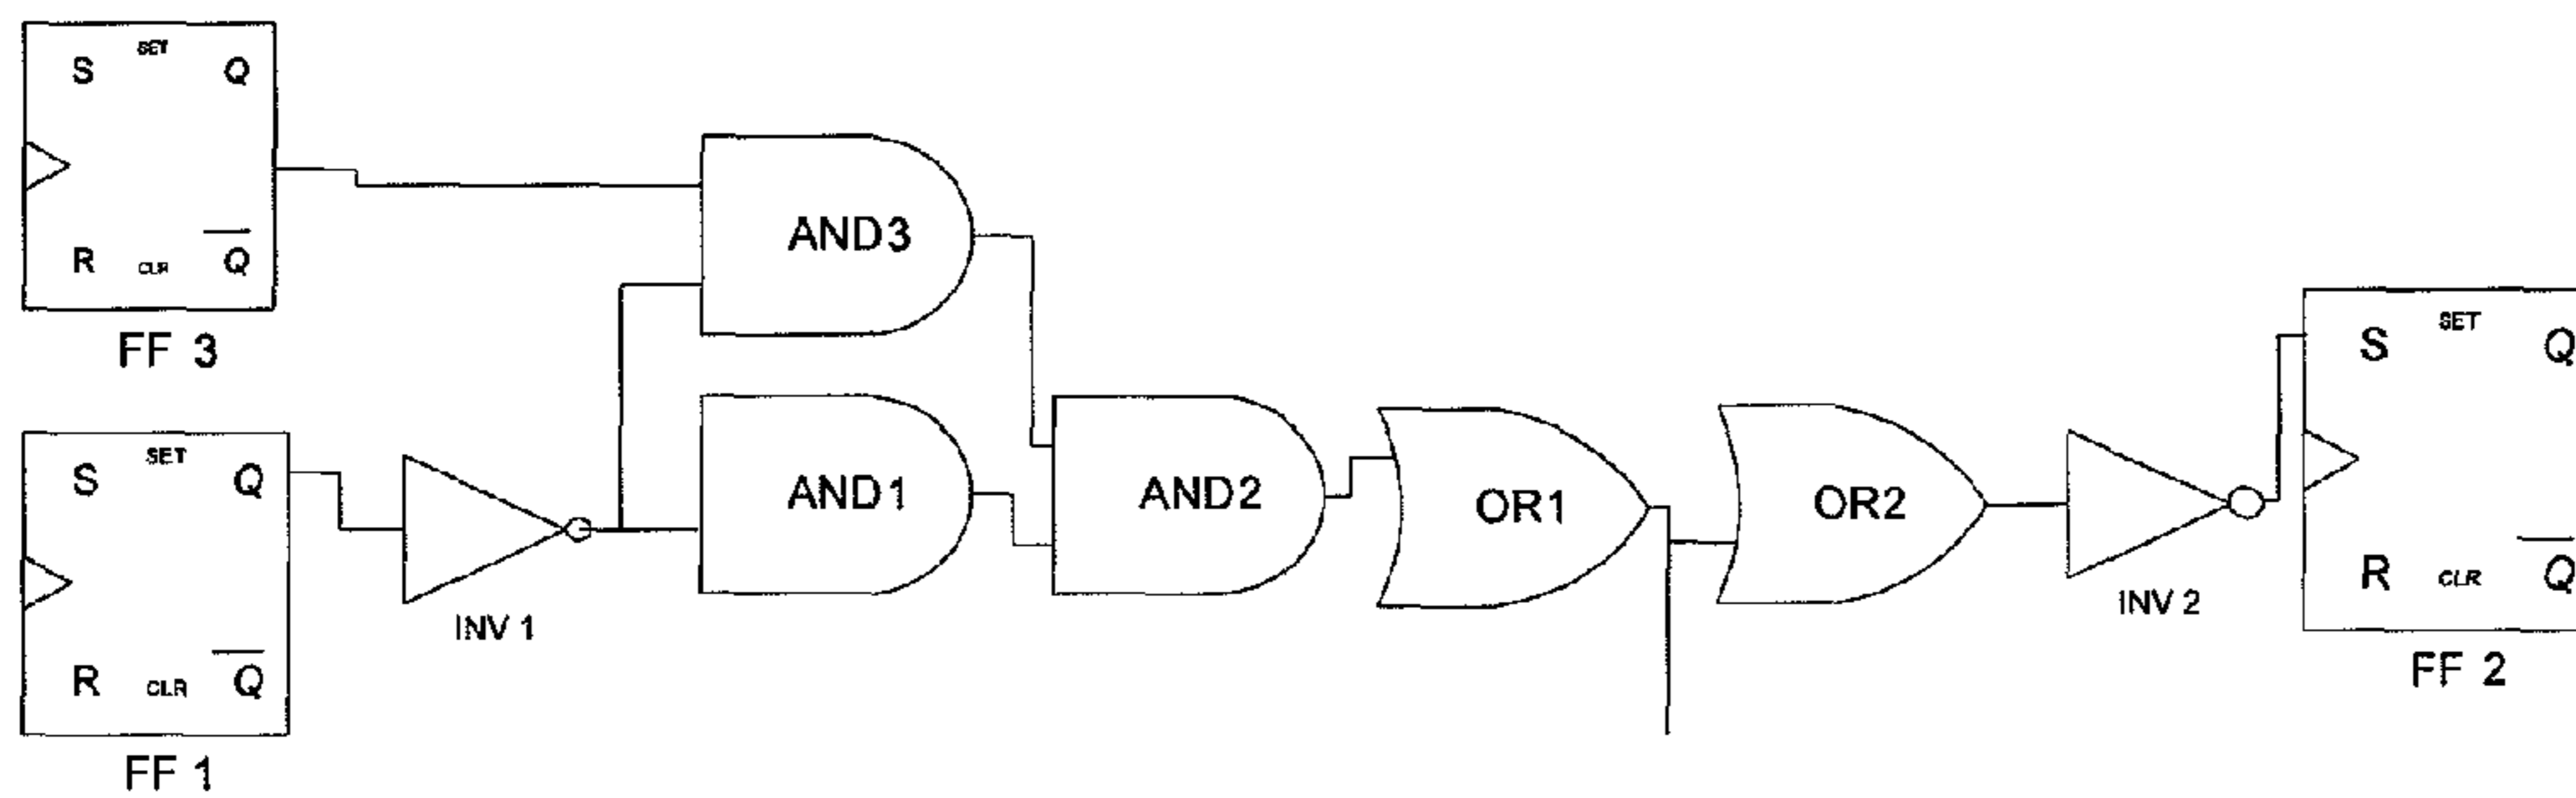 SET
S Q
R CLR Q
FF 3
AND3
SET
S Q
R CLR Q
FF 1
INV 1
AND1
AND2
OR1
OR2
INV 2
SET
S Q
R CLR Q
FF 2